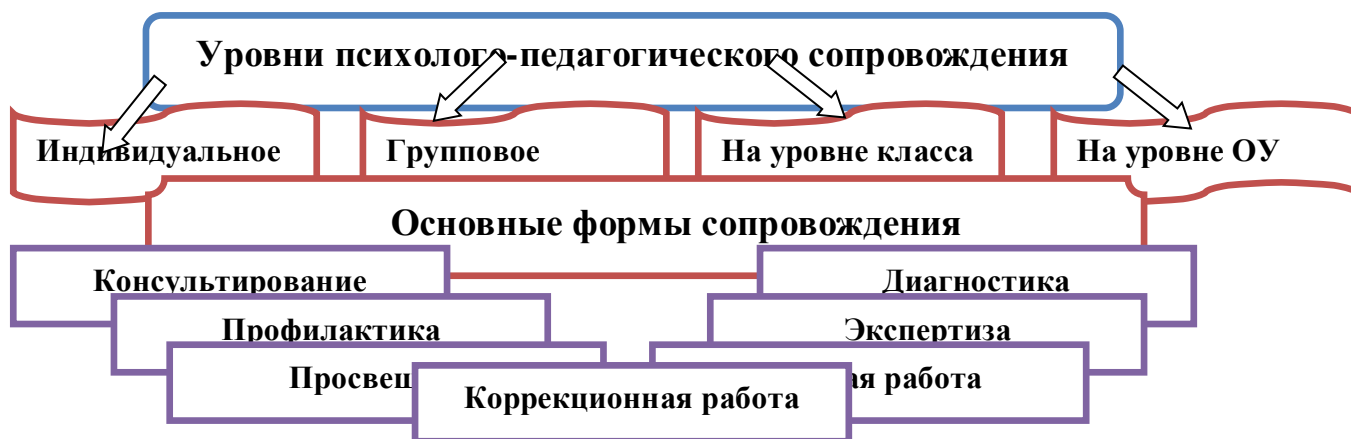 Уровни психолого-педагогического сопровождения
Индивидуальное
Групповое
На уровне класса
На уровне ОУ
Основные формы сопровождения
Консультирование
Диагностика
Профилактика
Экспертиза
работа
Коррекционная работа